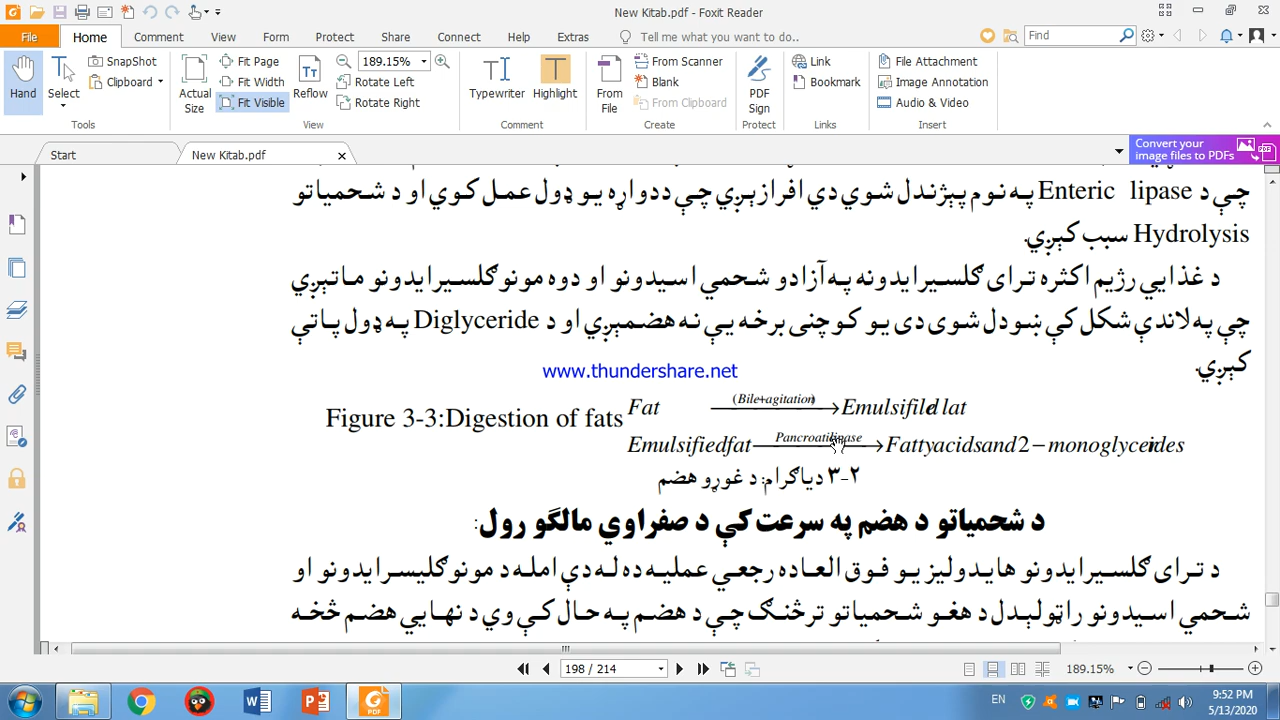 New Kitab.pdf - Foxit Reader
File Home Comment View Form Protect Share Connect Help Extras Tell me what you want to do.. Find
Hand
Select
SnapShot
Clipboard
Actual Size
Fit Page
Fit Width
Fit Visible
Reflow
189.15%
Rotate Left
Rotate Right
Typewriter
Highlight
From File
From Scanner
Blank
From Clipboard
PDF Sign
Link
Bookmark
File Attachment
Image Annotation
Audio & Video
Tools View Comment Create Protect Links Insert
Start New Kitab.pdf
Convert your image files to PDFs
چې د Enteric lipase په نوم پېژندل شوي دي افرازېږي چې ددواړه يو ډول عمل کوي او د شحمياتو
Hydrolysis سبب کېږي.
د غذايي رژيم اکثره تراى ګلسيرايدونه په آزادو شحمي اسيدونو او دوه مونوګلسيرايدونو ماتېږي
چې په لاندې شکل کې ښودل شوى دى يو کوچنى برخه يې نه هضمېږي او د Diglyceride په ډول پاتې
کېږي.
www.thundershare.net
Figure 3-3:Digestion of fats
Fat (Bile+agitation) → Emulsifiled lat
Emulsifiedfat → Fattyacidsand2-monoglycerides
۳-۲ دياګرام: د غوړو هضم
د شحمياتو د هضم په سرعت کې د صفراوي مالګو رول:
د تراى ګلسيرايدونو هايدوليز يو فوق العاده رجعي عمليه ده له دې امله د مونوګليسرايدونو او
شحمي اسيدونو راټولېدل د هغو شحمياتو ترڅنګ چې د هضم په حال کې وي د نهايي هضم څخه
198 / 214
189.15%
EN
9:52 PM
5/13/2020